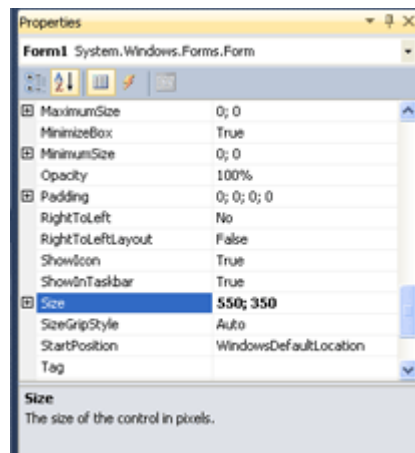 Properties
Form1 System.Windows.Forms.Form
MaximumSize 0; 0
MinimizeBox True
MinimumSize 0; 0
Opacity 100%
Padding 0; 0; 0; 0
RightToLeft No
RightToLeftLayout False
ShowIcon True
ShowInTaskbar True
Size 550; 350
SizeGripStyle Auto
StartPosition WindowsDefaultLocation
Tag
Size
The size of the control in pixels.